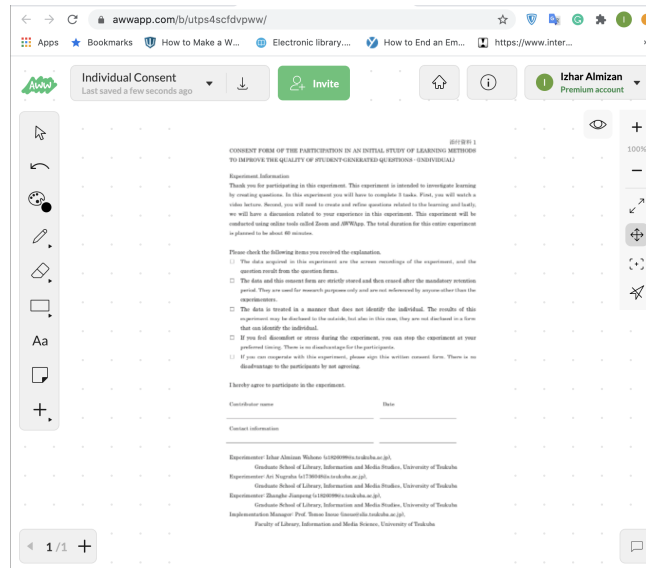 awwapp.com/b/utps4scfdvpww/
Apps Bookmarks How to Make a W... Electronic library.... How to End an Em... https://www.inter...
AWW Individual Consent Invite Izhar Almizan
Last saved a few seconds ago Premium account
100%
添付資料 1
CONSENT FORM OF THE PARTICIPATION IN AN INITIAL STUDY OF LEARNING METHODS
TO IMPROVE THE QUALITY OF STUDENT-GENERATED QUESTIONS (INDIVIDUAL)
Experiment Information
Thank you for participating in this experiment. This experiment is intended to investigate learning
by creating questions. In this experiment you will have to complete 3 tasks. First, you will watch a
video lecture. Second, you will need to create and refine questions related to the learning and lastly,
we will have a discussion related to your experience in this experiment. This experiment will be
conducted using online tools called Zoom and AWWApp. The total duration for this entire experiment
is planned to be about 60 minutes.
Please check the following items you received the explanation.
□ The data acquired in this experiment are the screen recordings of the experiment, and the
question result from the question forms.
□ The data and this consent form are strictly stored and then erased after the mandatory retention
period. They are used for research purposes only and are not referenced by anyone other than the
experimenters.
□ The data is treated in a manner that does not identify the individual. The results of this
experiment may be disclosed to the outside, but also in this case, they are not disclosed in a form
that can identify the individual.
□ If you feel discomfort or stress during the experiment, you can stop the experiment at your
preferred timing. There is no disadvantage for the participants.
□ If you can cooperate with this experiment, please sign this written consent form. There is no
disadvantage to the participants by not agreeing.
I hereby agree to participate in the experiment.
Contributor name Date
Contact information
Experimenter: Izhar Almizan
Graduate School of Library, Information and Media Studies, University of Tsukuba
Experimenter: Ari Nugraha
Graduate School of Library, Information and Media Studies, University of Tsukuba
Experimenter: Zhanghe Jianpeng
Graduate School of Library, Information and Media Studies, University of Tsukuba
Implementation Manager: Prof.
Faculty of Library, Information and Media Science, University of Tsukuba
Aa
1 /1 +